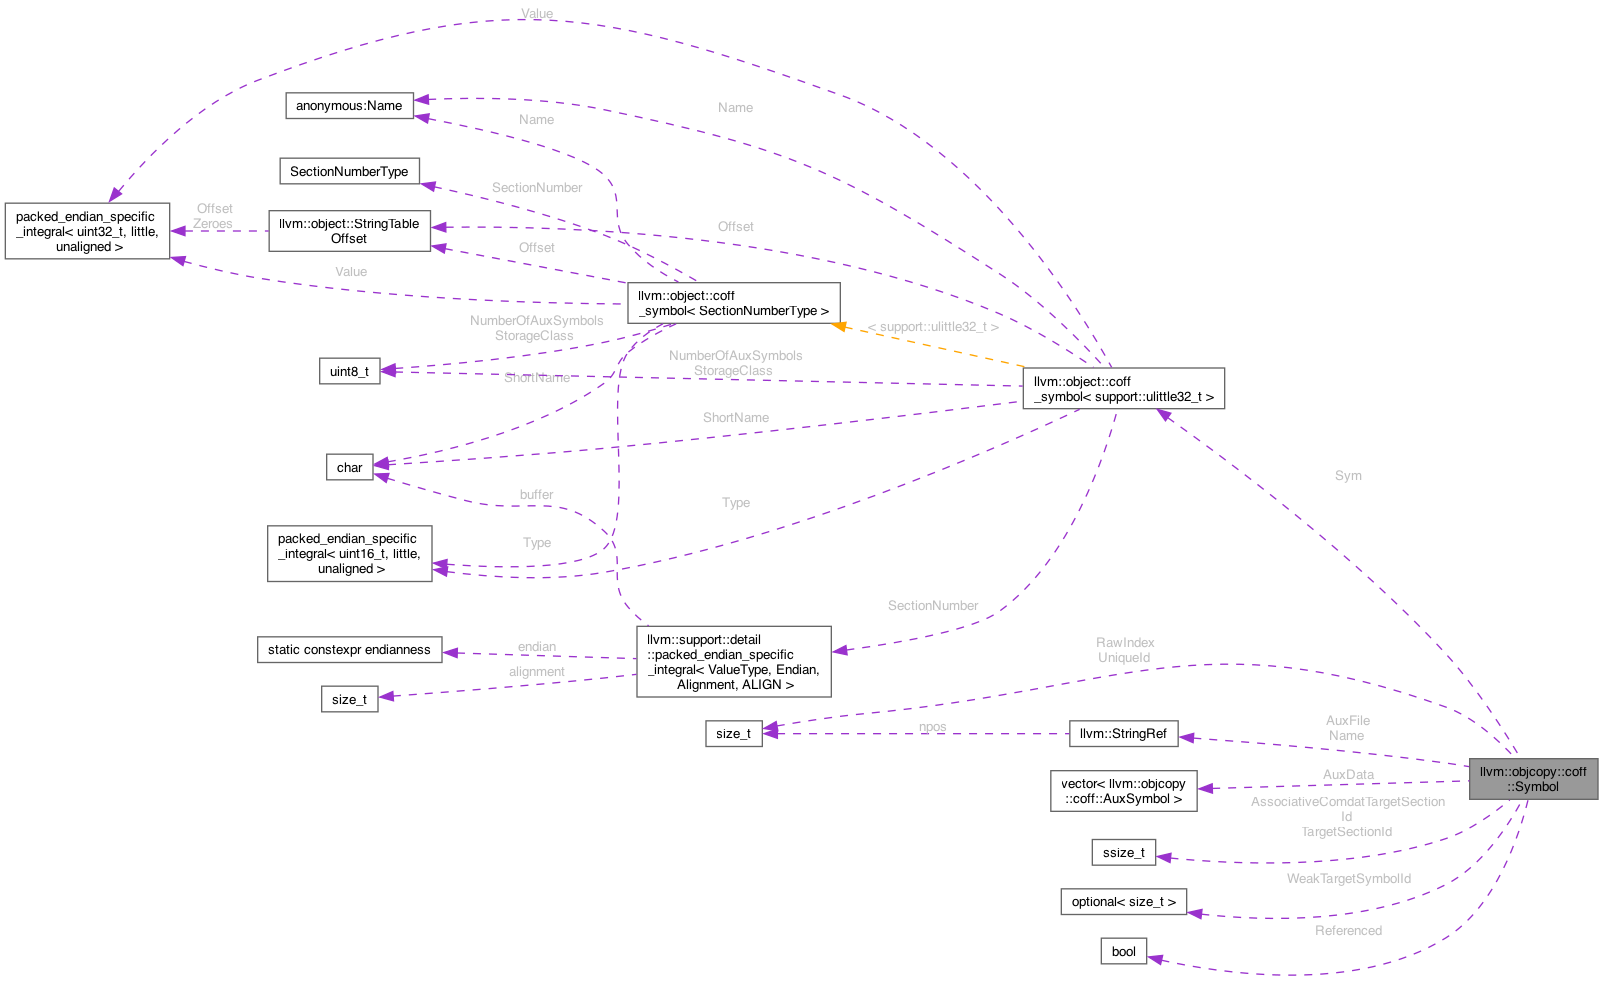 Value
anonymous:Name
Name
Name
SectionNumberType
SectionNumber
packed_endian_specific
_integral< uint32_t, little,
unaligned >
Offset
Zeroes
llvm::object::StringTable
Offset
Offset
Offset
Value
llvm::object::coff
_symbol< SectionNumberType >
NumberOfAuxSymbols
StorageClass
< support::ulittle32_t >
uint8_t
ShortName
NumberOfAuxSymbols
StorageClass
llvm::object::coff
_symbol< support::ulittle32_t >
ShortName
char
Sym
buffer
Type
packed_endian_specific
_integral< uint16_t, little,
unaligned >
Type
SectionNumber
static constexpr endianness
endian
llvm::support::detail
::packed_endian_specific
_integral< ValueType, Endian,
Alignment, ALIGN >
alignment
size_t
RawIndex
UniqueId
size_t
npos
llvm::StringRef
AuxFile
Name
llvm::objcopy::coff
::Symbol
vector< llvm::objcopy
::coff::AuxSymbol >
AuxData
AssociativeComdatTargetSection
Id
TargetSectionId
ssize_t
WeakTargetSymbolId
optional< size_t >
Referenced
bool